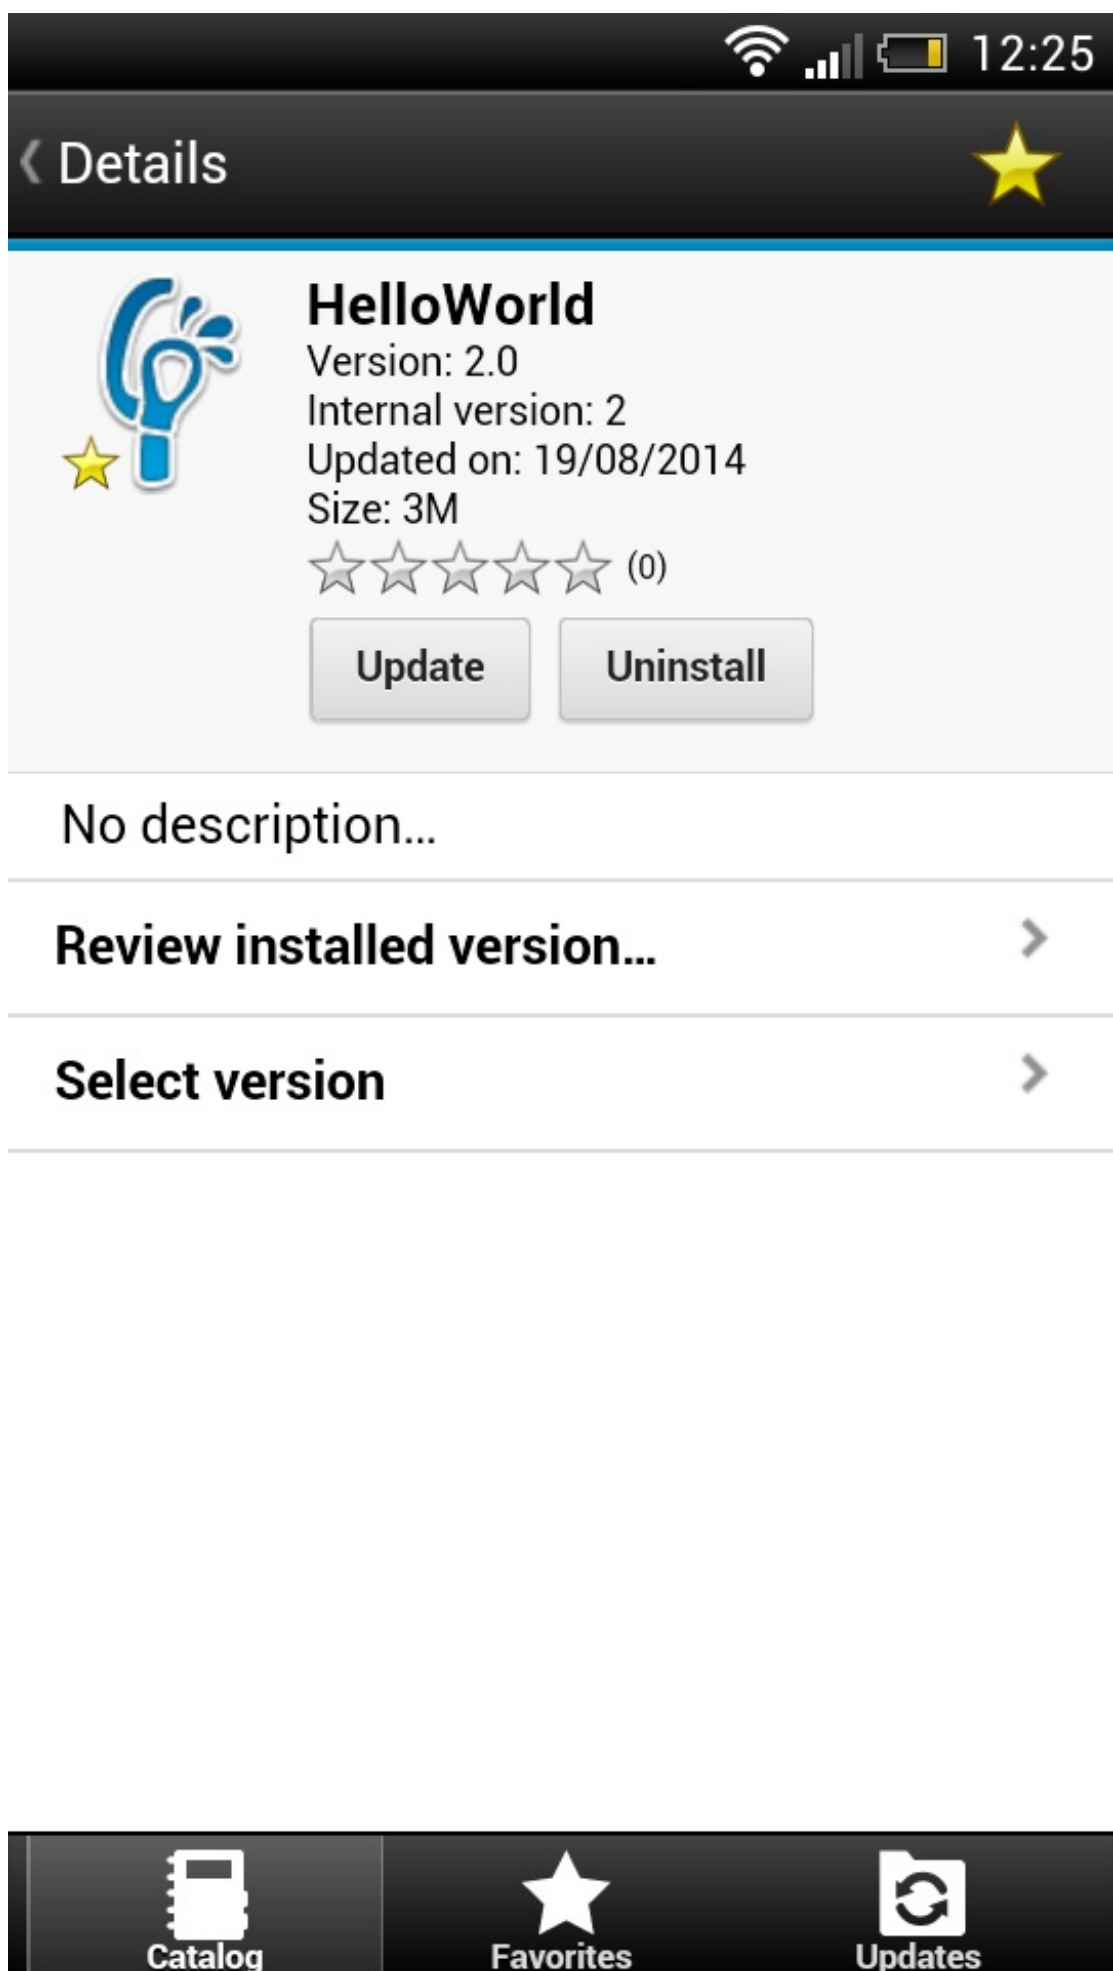 12:25
Details
HelloWorld
Version: 2.0
Internal version: 2
Updated on: 19/08/2014
Size: 3M
(0)
Update Uninstall
No description...
Review installed version...
Select version
Catalog Favorites Updates